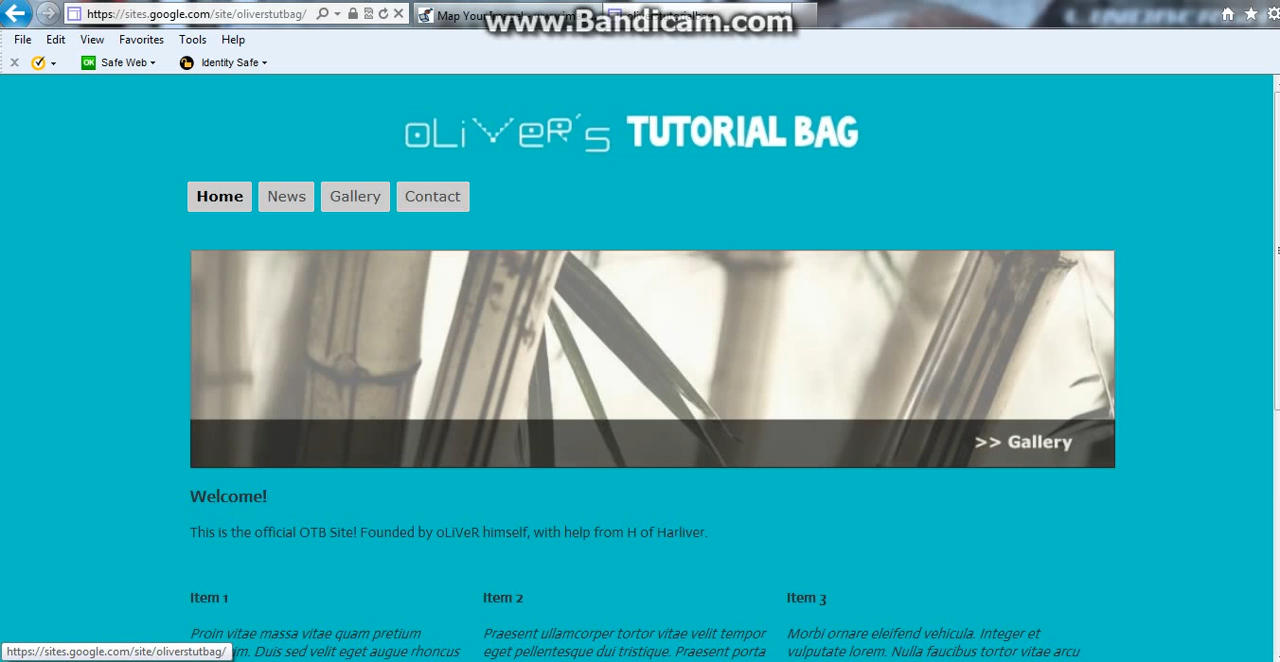 www.Bandicam.com
https://sites.google.com/site/oliverstutbag/
Map Your
File Edit View Favorites Tools Help
x Safe Web Identity Safe
OK
oLiVeR's TUTORIAL BAG
Home News Gallery Contact
>> Gallery
Welcome!
This is the official OTB Site! Founded by oLiVeR himself, with help from H of Harliver.
Item 1 Item 2 Item 3
Proin vitae massa vitae quam pretium Praesent ullamcorper tortor vitae velit tempor Morbi ornare eleifend vehicula. Integer et
Duis sed velit eget augue rhoncus eget pellentesque dui tristique. Praesent porta vulputate lorem. Nulla faucibus tortor vitae arcu
https://sites.google.com/site/oliverstutbag/